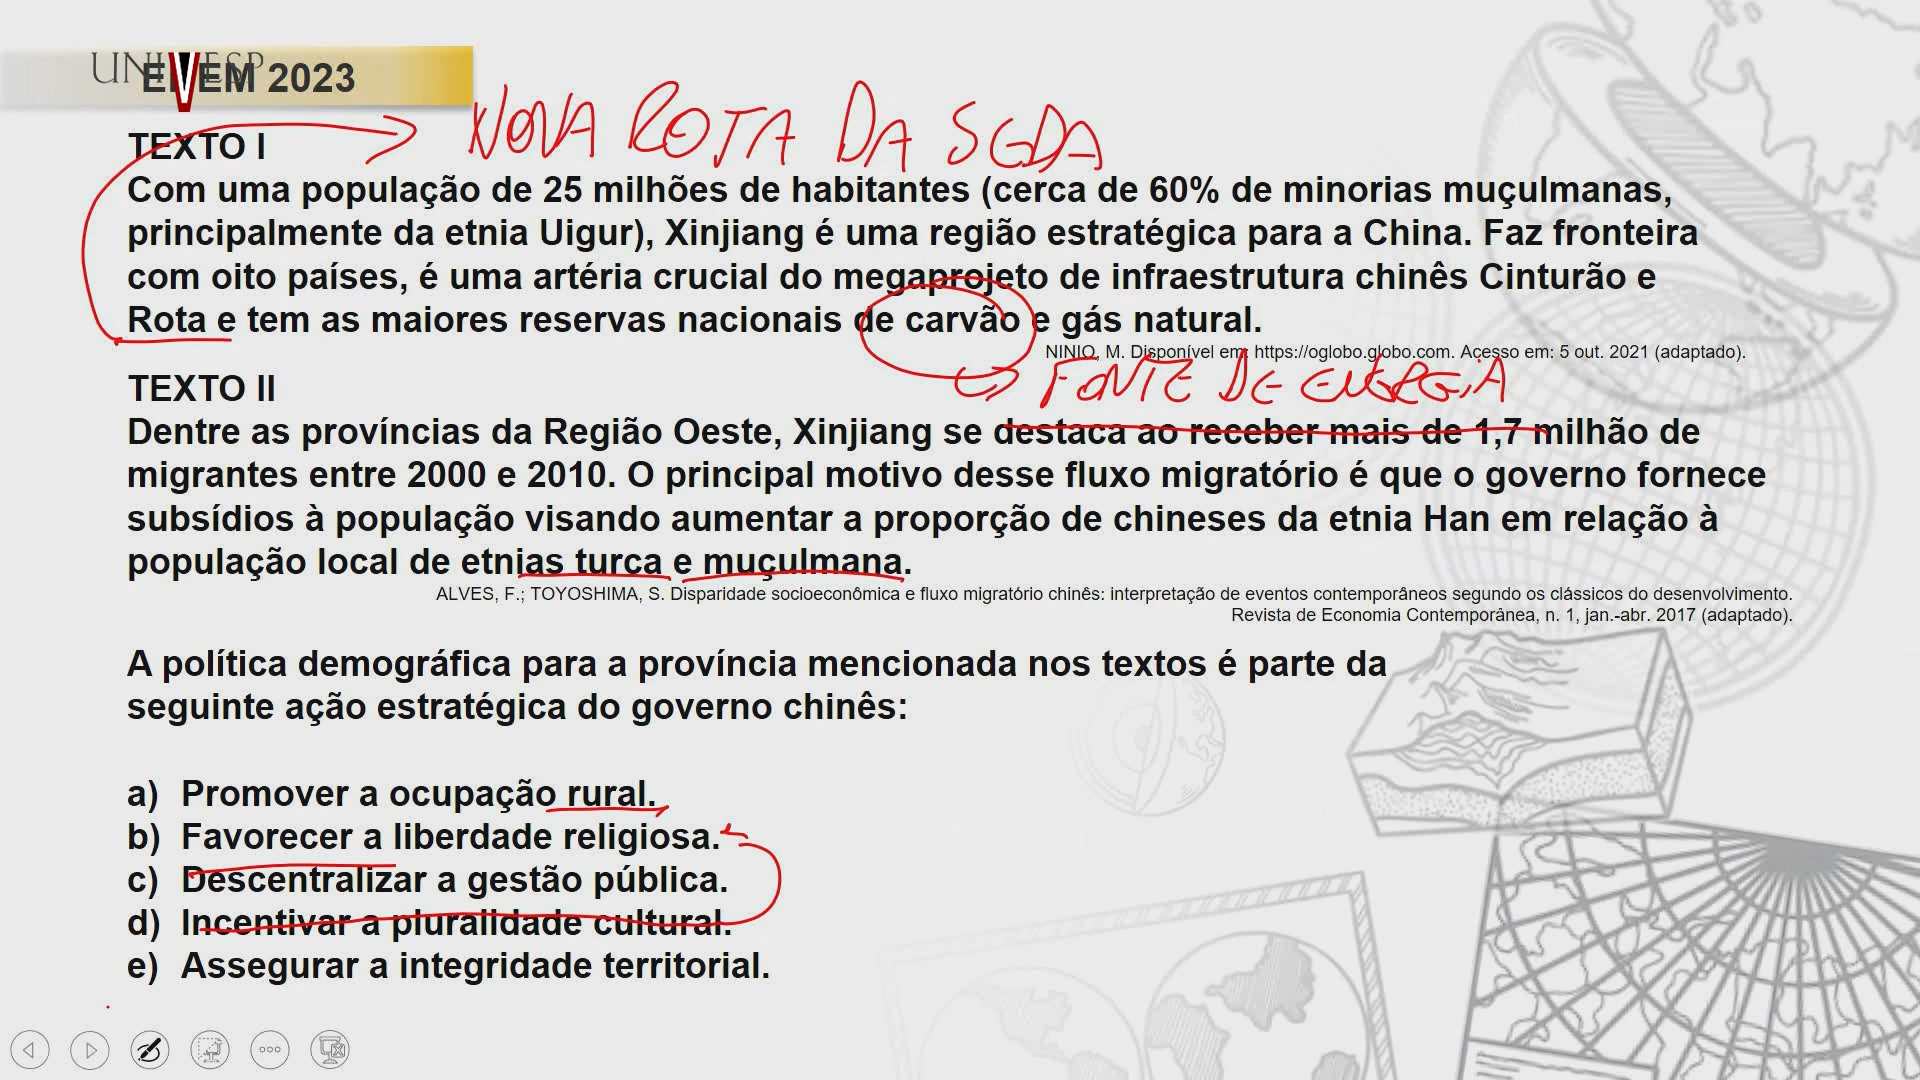 UNIVESP
ENEM 2023
NOVA ROTA DA SEDA
TEXTO I
Com uma população de 25 milhões de habitantes (cerca de 60% de minorias muçulmanas,
principalmente da etnia Uigur), Xinjiang é uma região estratégica para a China. Faz fronteira
com oito países, é uma artéria crucial do megaprojeto de infraestrutura chinês Cinturão e
Rota e tem as maiores reservas nacionais de carvão e gás natural.
NINIO, M. Disponível em: https://oglobo.globo.com. Acesso em: 5 out. 2021 (adaptado).
FONTE DE ENERGIA
TEXTO II
Dentre as províncias da Região Oeste, Xinjiang se destaca ao receber mais de 1,7 milhão de
migrantes entre 2000 e 2010. O principal motivo desse fluxo migratório é que o governo fornece
subsídios à população visando aumentar a proporção de chineses da etnia Han em relação à
população local de etnias turca e muçulmana.
ALVES, F.; TOYOSHIMA, S. Disparidade socioeconômica e fluxo migratório chinês: interpretação de eventos contemporâneos segundo os clássicos do desenvolvimento.
Revista de Economia Contemporânea, n. 1, jan.-abr. 2017 (adaptado).
A política demográfica para a província mencionada nos textos é parte da
seguinte ação estratégica do governo chinês:
a) Promover a ocupação rural.
b) Favorecer a liberdade religiosa.
c) Descentralizar a gestão pública.
d) Incentivar a pluralidade cultural.
e) Assegurar a integridade territorial.